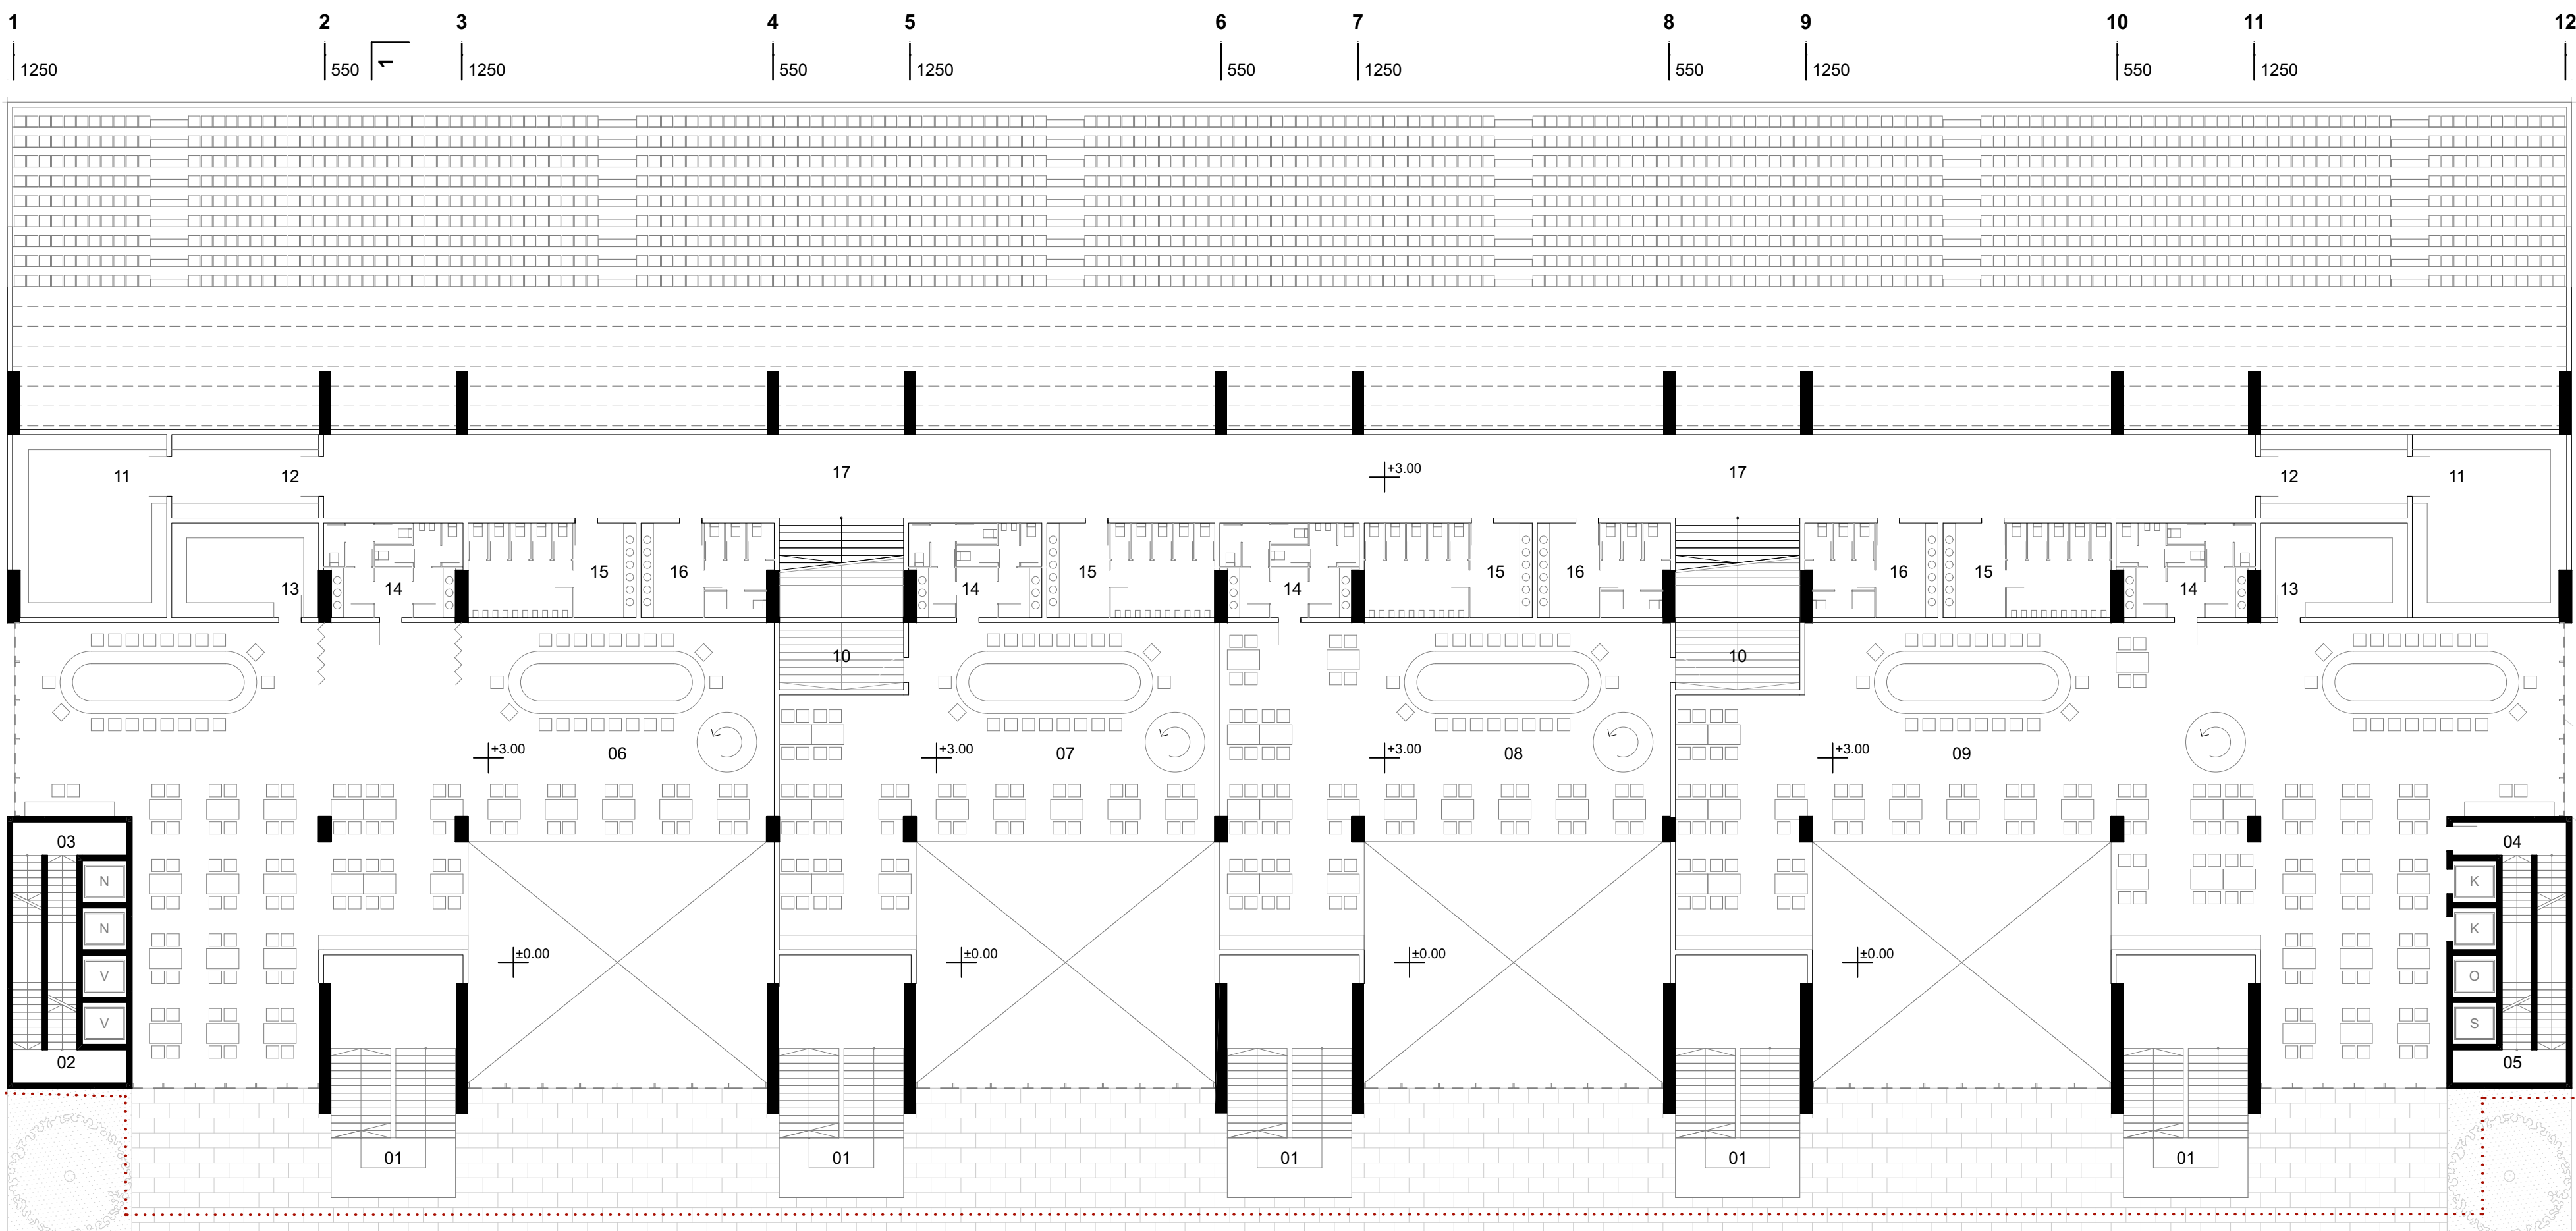 1 2 3 4 5 6 7 8 9 10 11 12
1250 550 1 1250 550 1250 550 1250 550 1250 550 1250
11 12 17 +3.00 17 12 11
13 14 15 16 14 15 14 15 16 16 15 14 13
10 10
+3.00 06 +3.00 07 +3.00 08 +3.00 09
03 04
N K
N K
±0.00 ±0.00 ±0.00 ±0.00
V O
V S
02 05
01 01 01 01 01